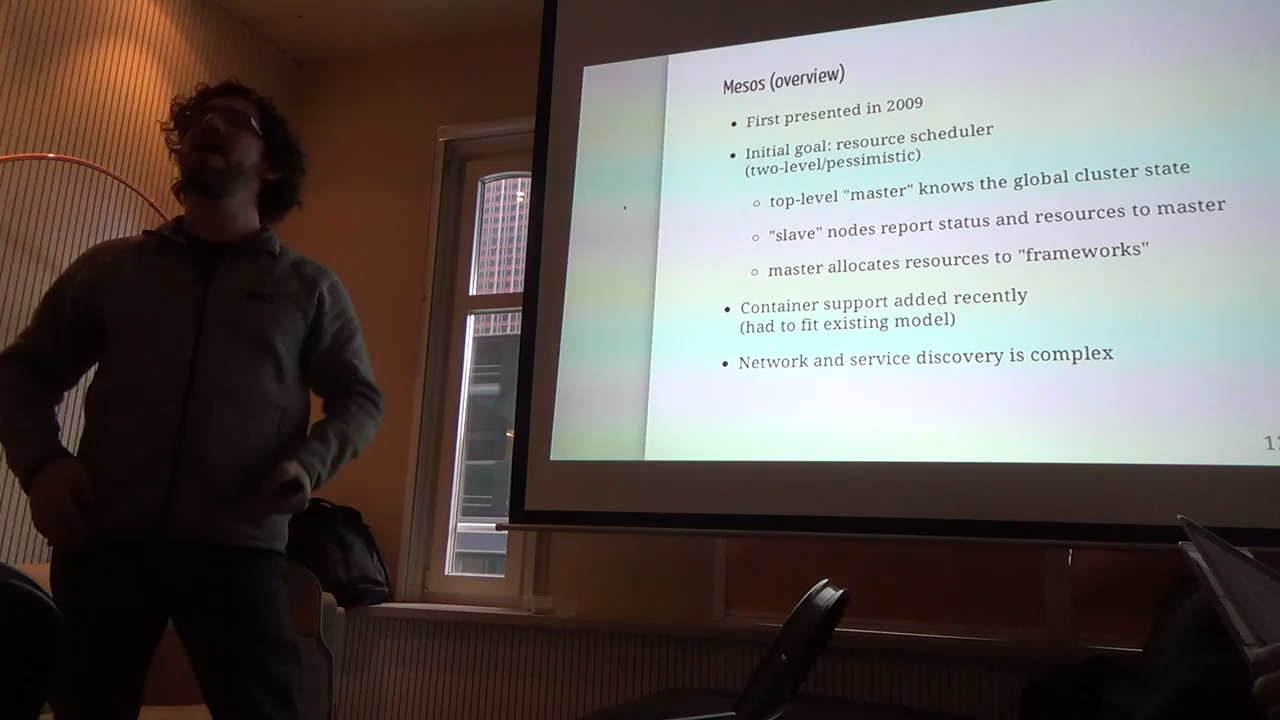 Mesos (overview)
• First presented in 2009
• Initial goal: resource scheduler
(two-level/pessimistic)
○ top-level "master" knows the global cluster state
○ "slave" nodes report status and resources to master
○ master allocates resources to "frameworks"
• Container support added recently
(had to fit existing model)
• Network and service discovery is complex